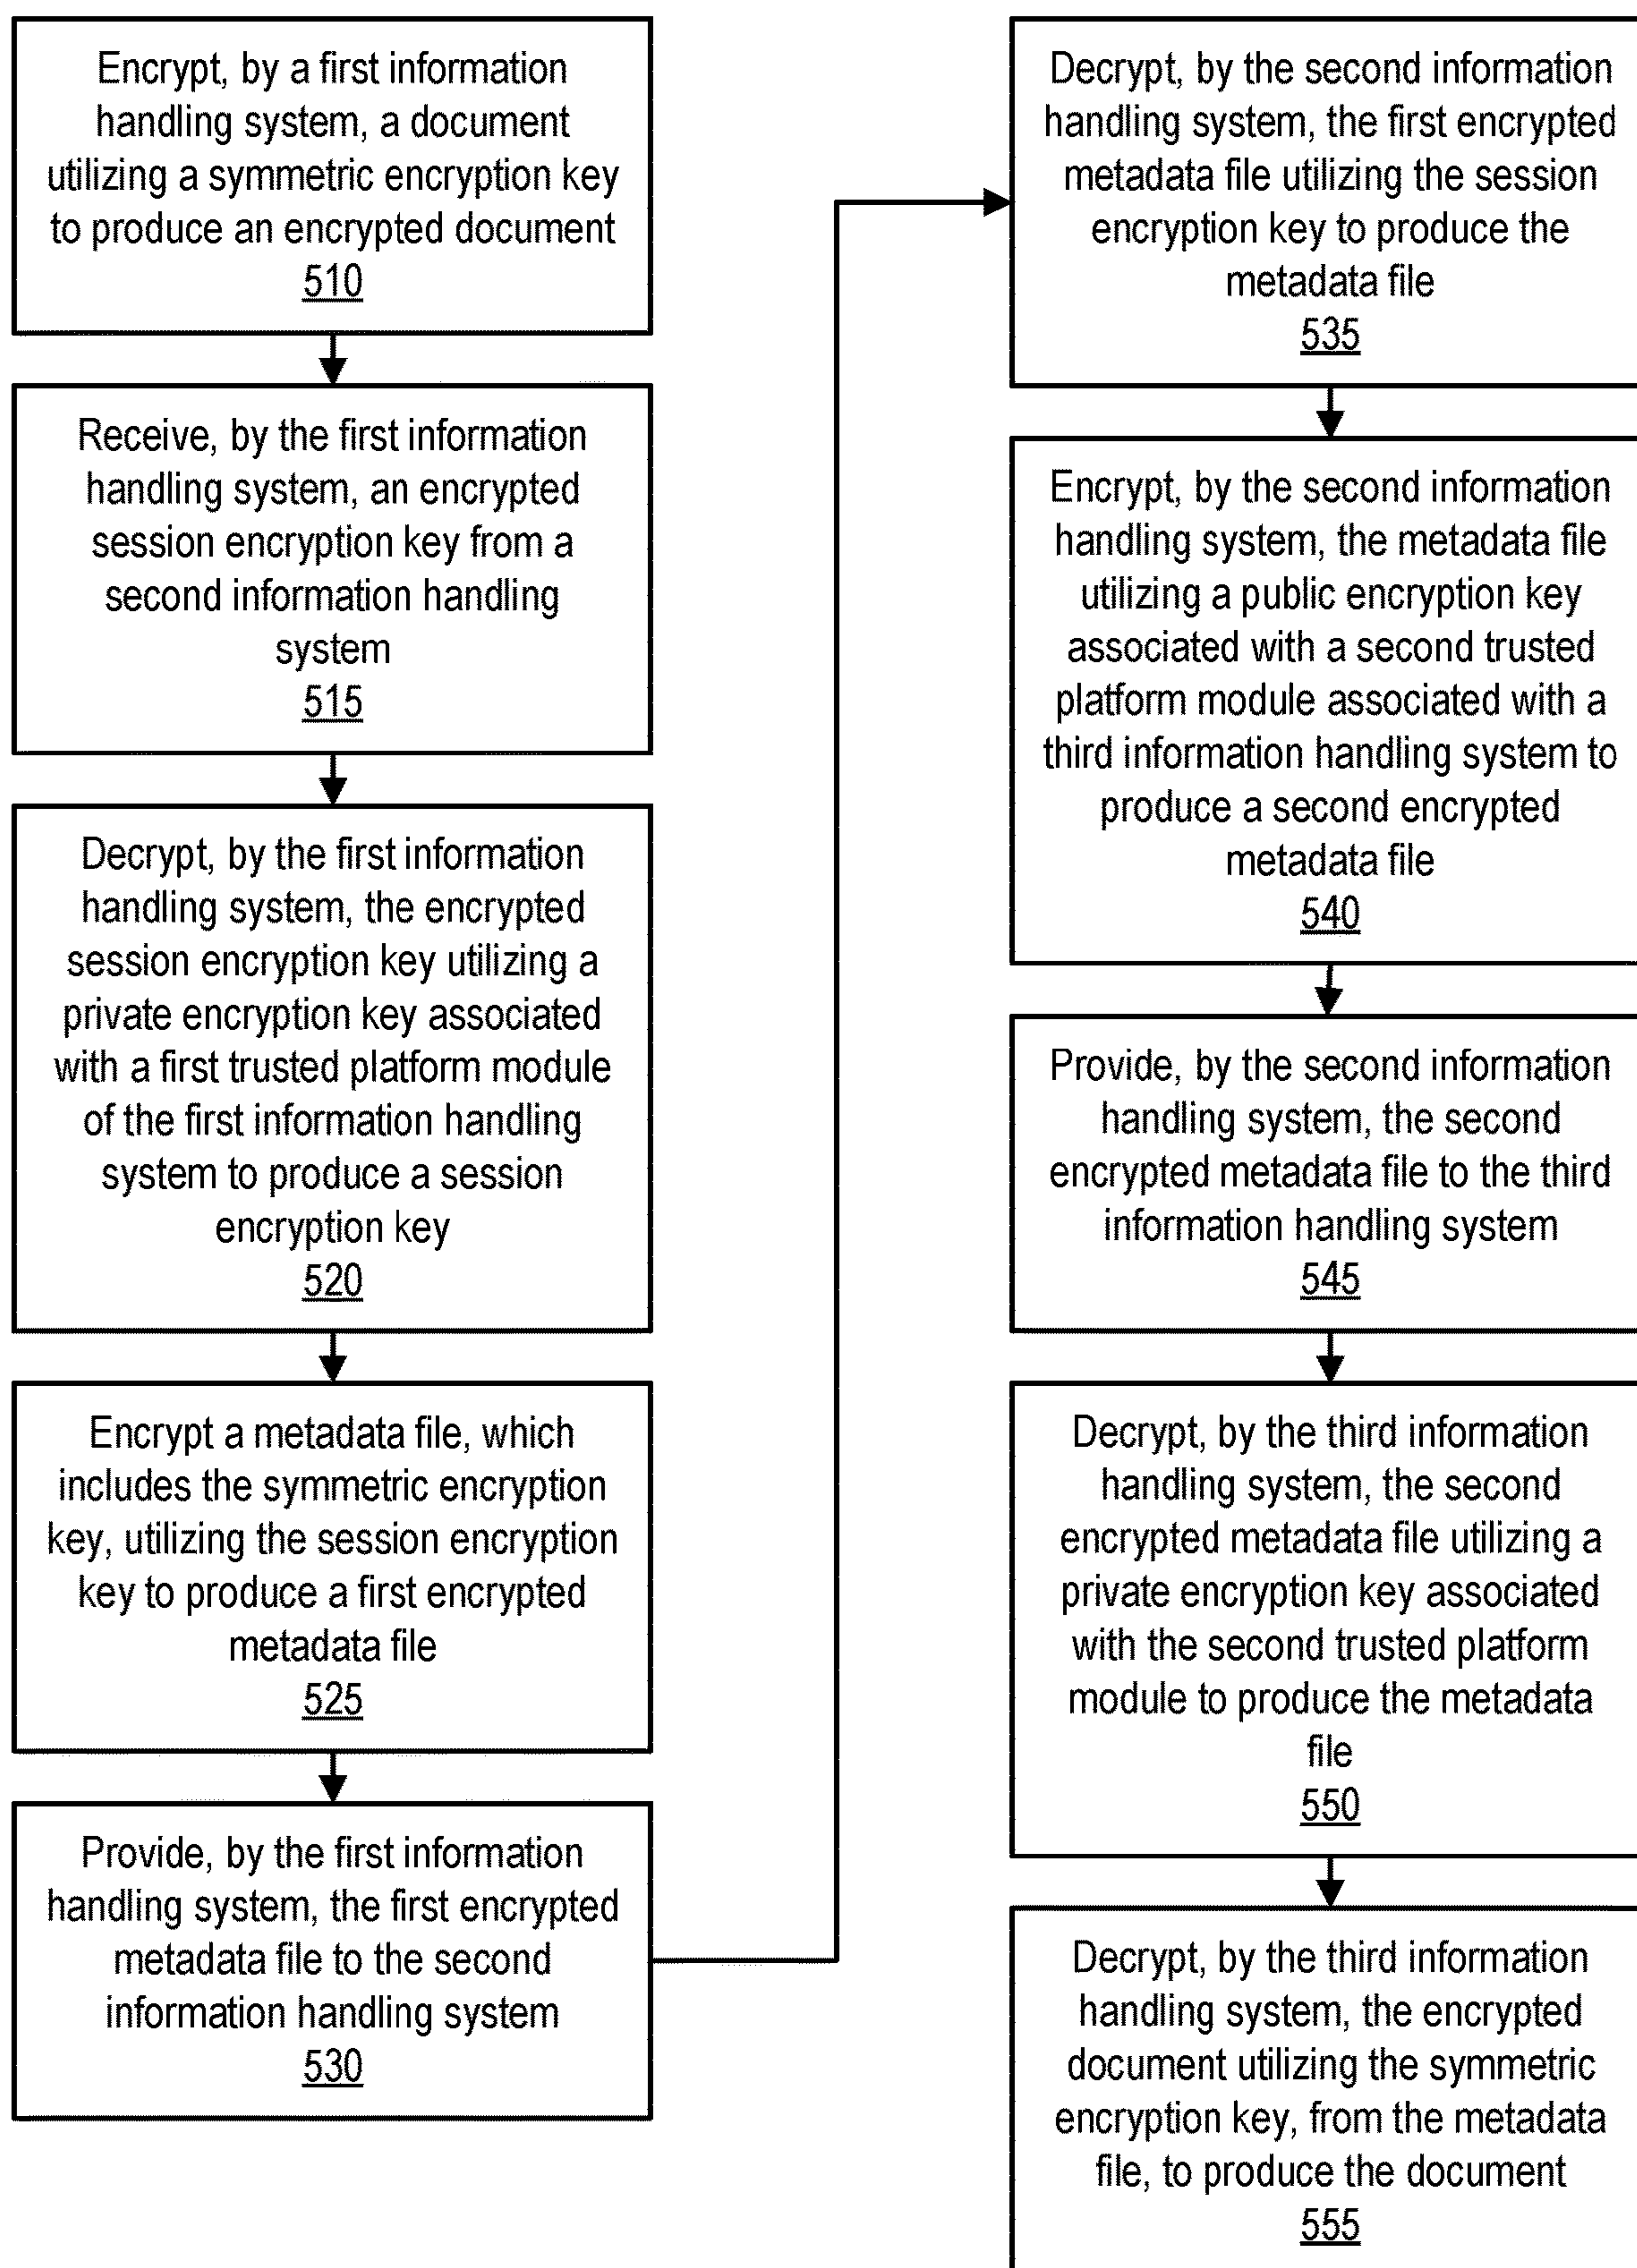 Encrypt, by a first information
handling system, a document
utilizing a symmetric encryption key
to produce an encrypted document
510
Receive, by the first information
handling system, an encrypted
session encryption key from a
second information handling
system
515
Decrypt, by the first information
handling system, the encrypted
session encryption key utilizing a
private encryption key associated
with a first trusted platform module
of the first information handling
system to produce a session
encryption key
520
Encrypt a metadata file, which
includes the symmetric encryption
key, utilizing the session encryption
key to produce a first encrypted
metadata file
525
Provide, by the first information
handling system, the first encrypted
metadata file to the second
information handling system
530
Decrypt, by the second information
handling system, the first encrypted
metadata file utilizing the session
encryption key to produce the
metadata file
535
Encrypt, by the second information
handling system, the metadata file
utilizing a public encryption key
associated with a second trusted
platform module associated with a
third information handling system to
produce a second encrypted
metadata file
540
Provide, by the second information
handling system, the second
encrypted metadata file to the third
information handling system
545
Decrypt, by the third information
handling system, the second
encrypted metadata file utilizing a
private encryption key associated
with the second trusted platform
module to produce the metadata
file
550
Decrypt, by the third information
handling system, the encrypted
document utilizing the symmetric
encryption key, from the metadata
file, to produce the document
555